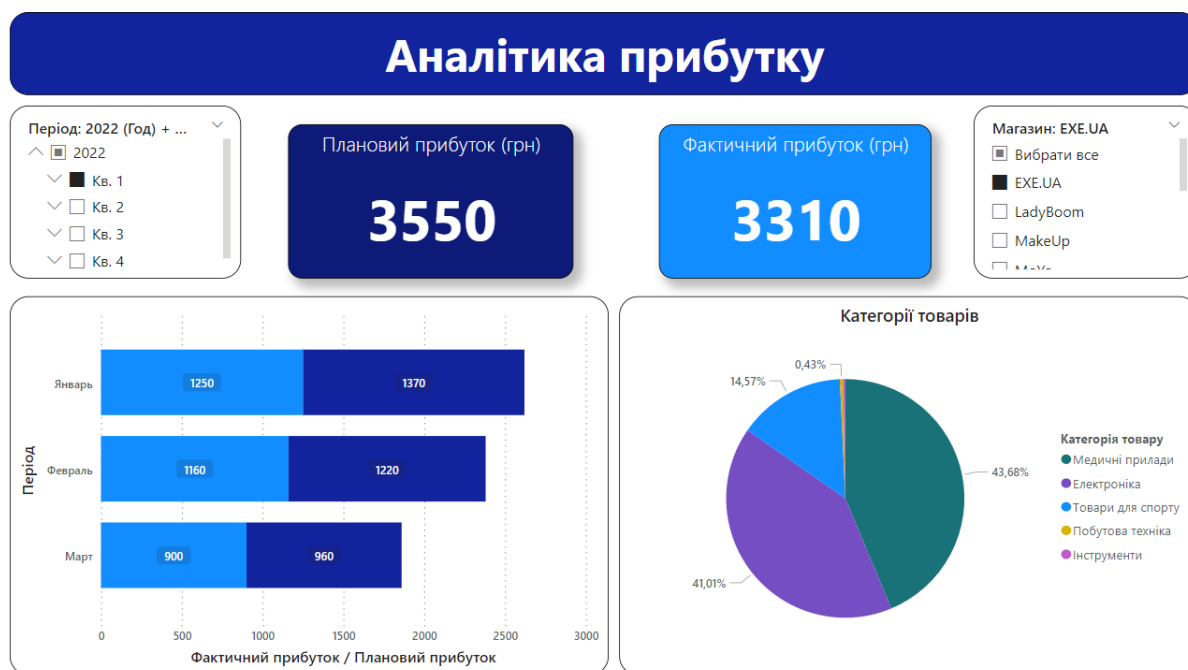 Аналітика прибутку
Період: 2022 (Год) + ...
2022
Кв. 1
Кв. 2
Кв. 3
Кв. 4
Плановий прибуток (грн)
3550
Фактичний прибуток (грн)
3310
Магазин: EXE.UA
Вибрати все
EXE.UA
LadyBoom
MakeUp
Период
Январь
1250
1370
Февраль
1160
1220
Март
900
960
0
500
1000
1500
2000
2500
3000
Фактичний прибуток / Плановий прибуток
Категорії товарів
0,43%
14,57%
43,68%
41,01%
Категорія товару
Медичні прилади
Електроніка
Товари для спорту
Побутова техніка
Інструменти